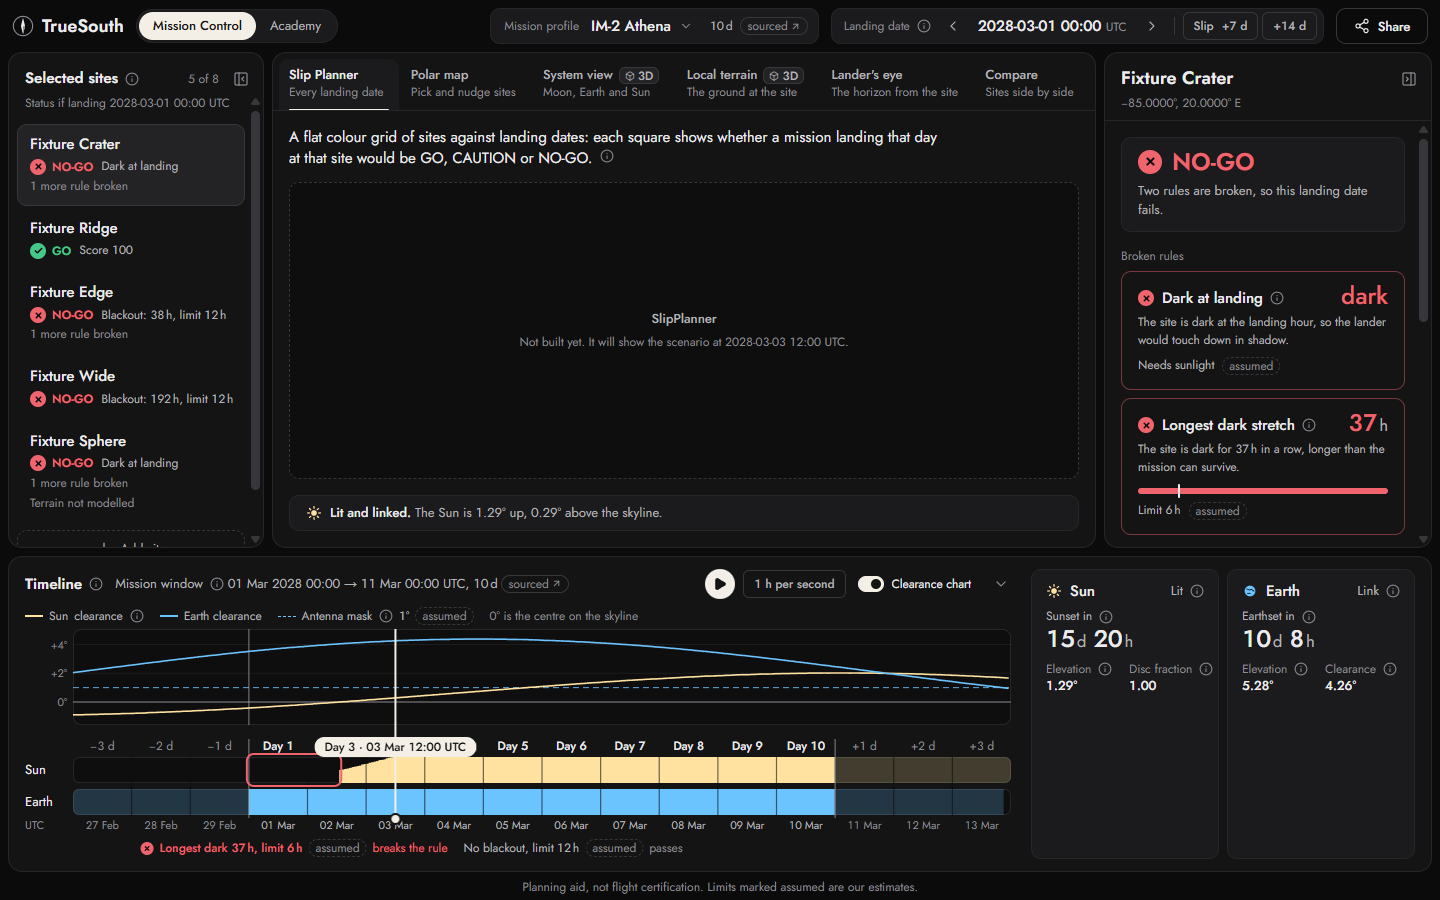 TrueSouth
Mission Control
Academy
Mission profile IM-2 Athena 10 d sourced ↗
Landing date 2028-03-01 00:00 UTC
Slip +7 d +14 d
Share
Selected sites 5 of 8
Status if landing 2028-03-01 00:00 UTC
Fixture Crater
NO-GO Dark at landing
1 more rule broken
Fixture Ridge
GO Score 100
Fixture Edge
NO-GO Blackout: 38 h, limit 12 h
1 more rule broken
Fixture Wide
NO-GO Blackout: 192 h, limit 12 h
Fixture Sphere
NO-GO Dark at landing
1 more rule broken
Terrain not modelled
Slip Planner
Every landing date
Polar map
Pick and nudge sites
System view 3D
Moon, Earth and Sun
Local terrain 3D
The ground at the site
Lander's eye
The horizon from the site
Compare
Sites side by side
A flat colour grid of sites against landing dates: each square shows whether a mission landing that day
at that site would be GO, CAUTION or NO-GO.
SlipPlanner
Not built yet. It will show the scenario at 2028-03-03 12:00 UTC.
Lit and linked. The Sun is 1.29° up, 0.29° above the skyline.
Fixture Crater
−85.0000°, 20.0000° E
NO-GO
Two rules are broken, so this landing date
fails.
Broken rules
Dark at landing dark
The site is dark at the landing hour, so the lander
would touch down in shadow.
Needs sunlight assumed
Longest dark stretch 37 h
The site is dark for 37 h in a row, longer than the
mission can survive.
Limit 6 h assumed
Timeline Mission window 01 Mar 2028 00:00 → 11 Mar 00:00 UTC, 10 d sourced ↗
1 h per second Clearance chart
Sun clearance Earth clearance Antenna mask 1° assumed 0° is the centre on the skyline
+4°
+2°
0°
−3 d −2 d −1 d Day 1 Day 3 · 03 Mar 12:00 UTC Day 5 Day 6 Day 7 Day 8 Day 9 Day 10 +1 d +2 d +3 d
Sun
Earth
UTC 27 Feb 28 Feb 29 Feb 01 Mar 02 Mar 03 Mar 04 Mar 05 Mar 06 Mar 07 Mar 08 Mar 09 Mar 10 Mar 11 Mar 12 Mar 13 Mar
Longest dark 37 h, limit 6 h assumed breaks the rule No blackout, limit 12 h assumed passes
Sun Lit
Sunset in
15 d 20 h
Elevation Disc fraction
1.29° 1.00
Earth Link
Earthset in
10 d 8 h
Elevation Clearance
5.28° 4.26°
Planning aid, not flight certification. Limits marked assumed are our estimates.